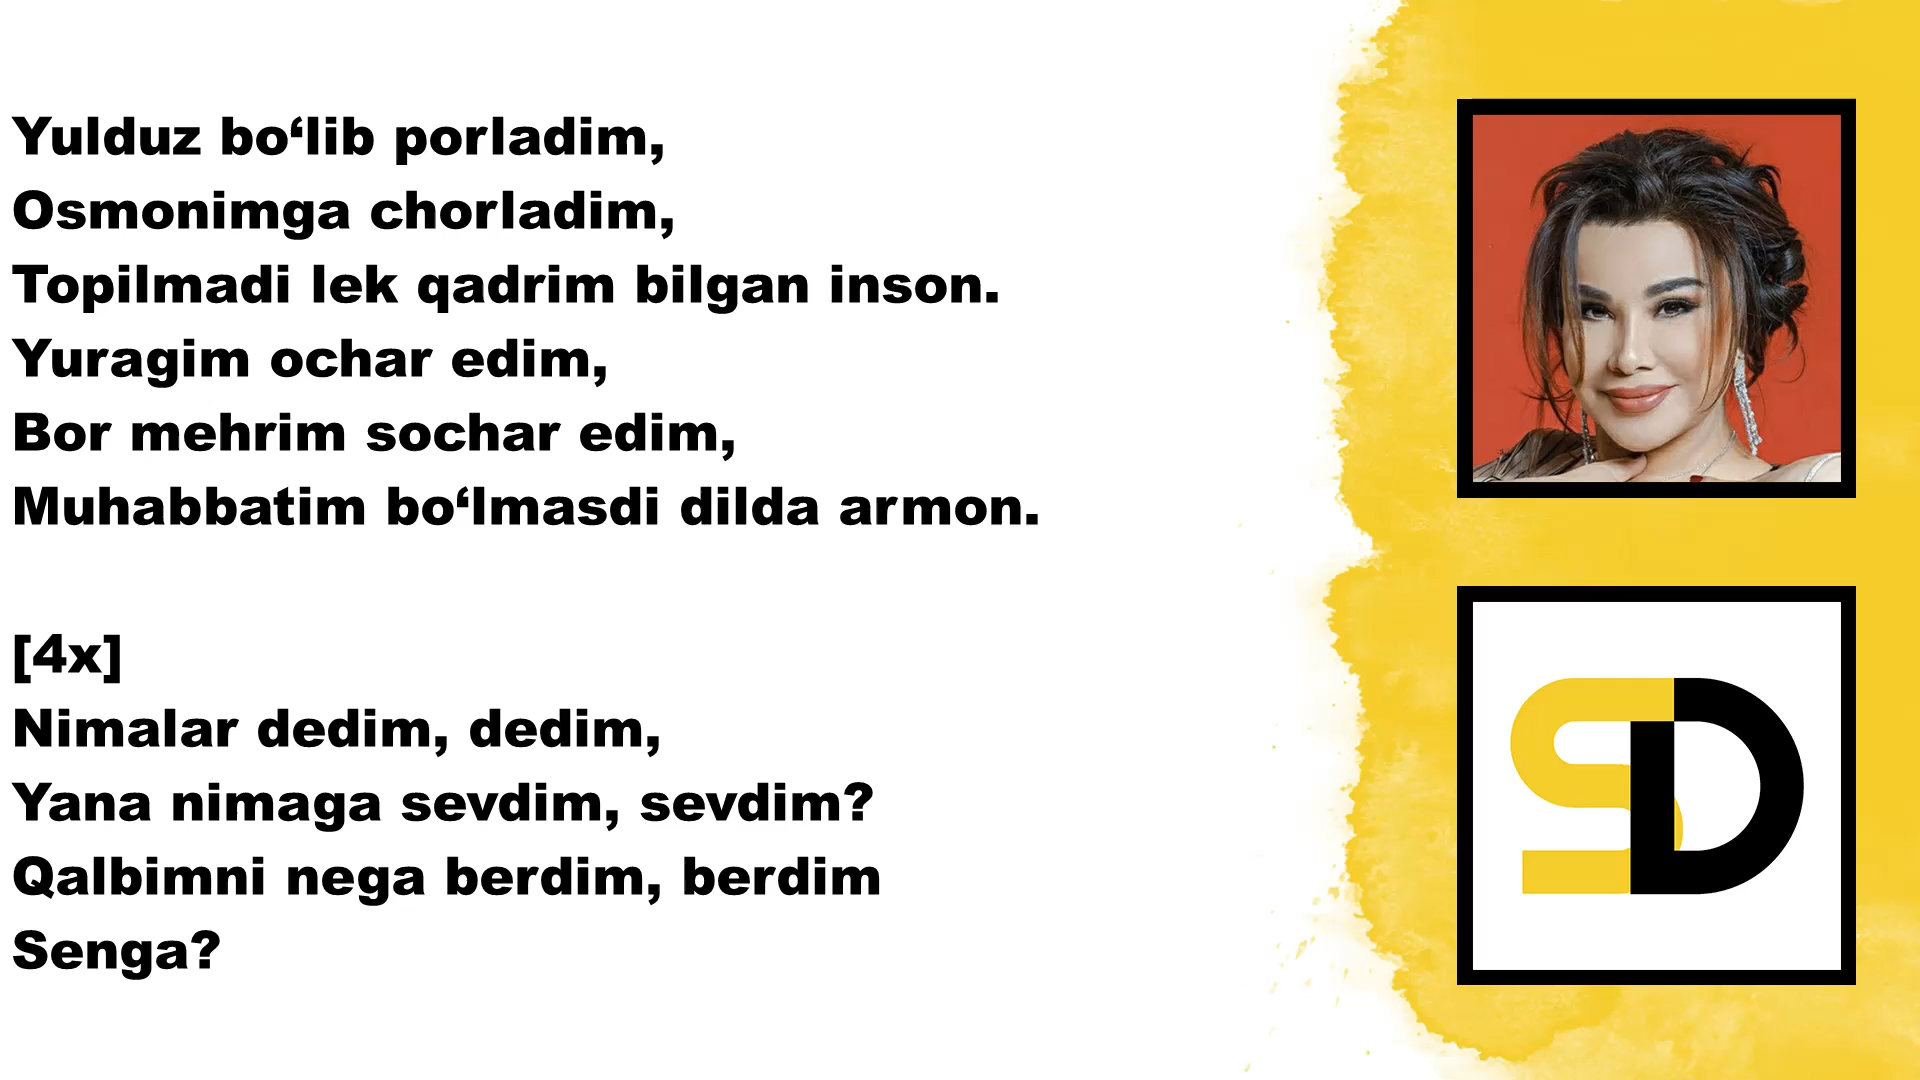 Yulduz bo‘lib porladim,
Osmonimga chorladim,
Topilmadi lek qadrim bilgan inson.
Yuragim ochar edim,
Bor mehrim sochar edim,
Muhabbatim bo‘lmasdi dilda armon.
[4x]
Nimalar dedim, dedim,
Yana nimaga sevdim, sevdim?
Qalbimni nega berdim, berdim
Senga?
SD